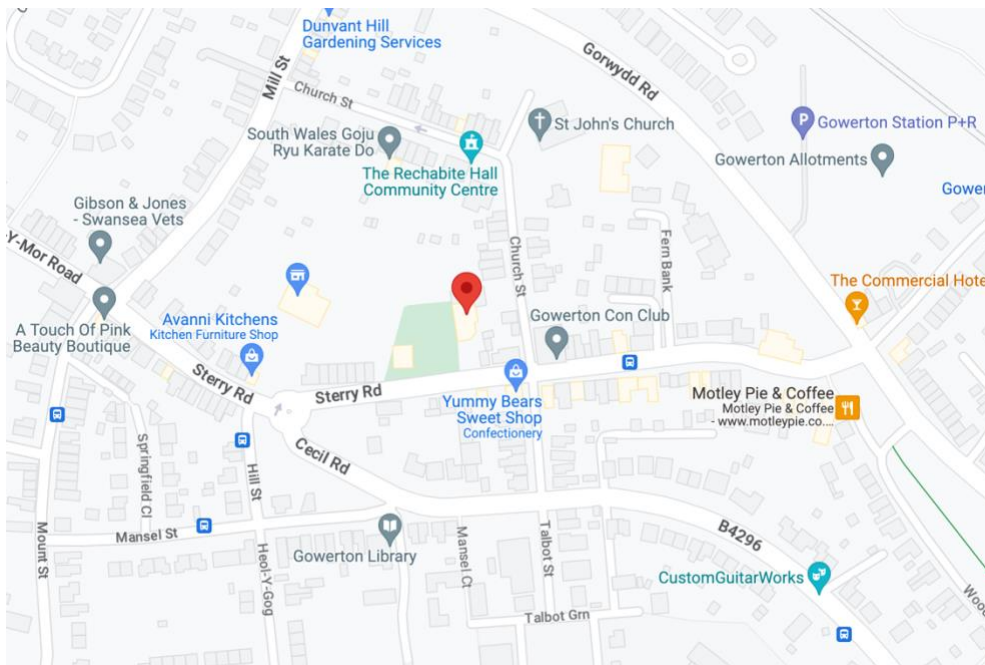 Dunvant Hill
Gardening Services
Mill St
Church St
Gorwydd Rd
South Wales Goju
Ryu Karate Do
St John's Church
P
Gowerton Station P+R
The Rechabite Hall
Community Centre
Gowerton Allotments
Gibson & Jones
- Swansea Vets
-Y-Mor Road
Church St
Fern Bank
The Commercial Hote
Avanni Kitchens
Kitchen Furniture Shop
Gowerton Con Club
A Touch Of Pink
Beauty Boutique
Sterry Rd
Sterry Rd
Yummy Bears
Sweet Shop
Confectionery
Motley Pie & Coffee
Motley Pie & Coffee
- www.motleypie.co....
Cecil Rd
Springfield Cl
Hill St
Mansel St
Mount St
Heol-Y-Gog
Gowerton Library
Mansel Ct
Talbot St
B4296
CustomGuitarWorks
Talbot Grn